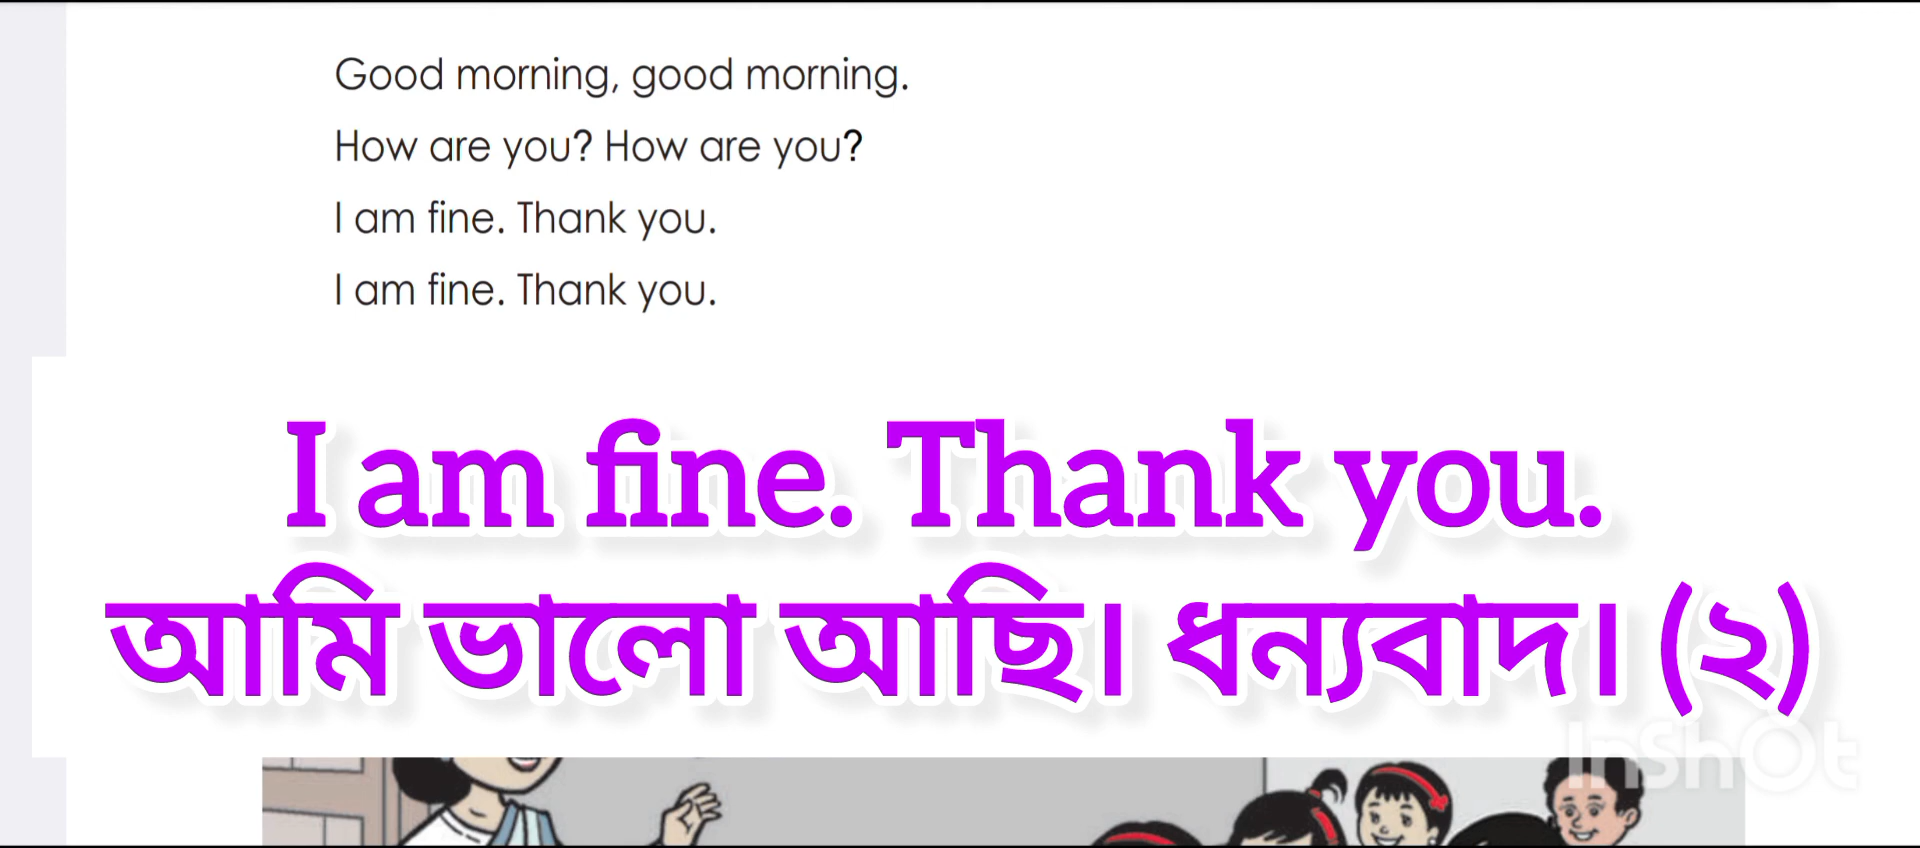 Good morning, good morning.
How are you? How are you?
I am fine. Thank you.
I am fine. Thank you.
I am fine. Thank you.
আমি ভালো আছি। ধন্যবাদ। (২)
InShOt